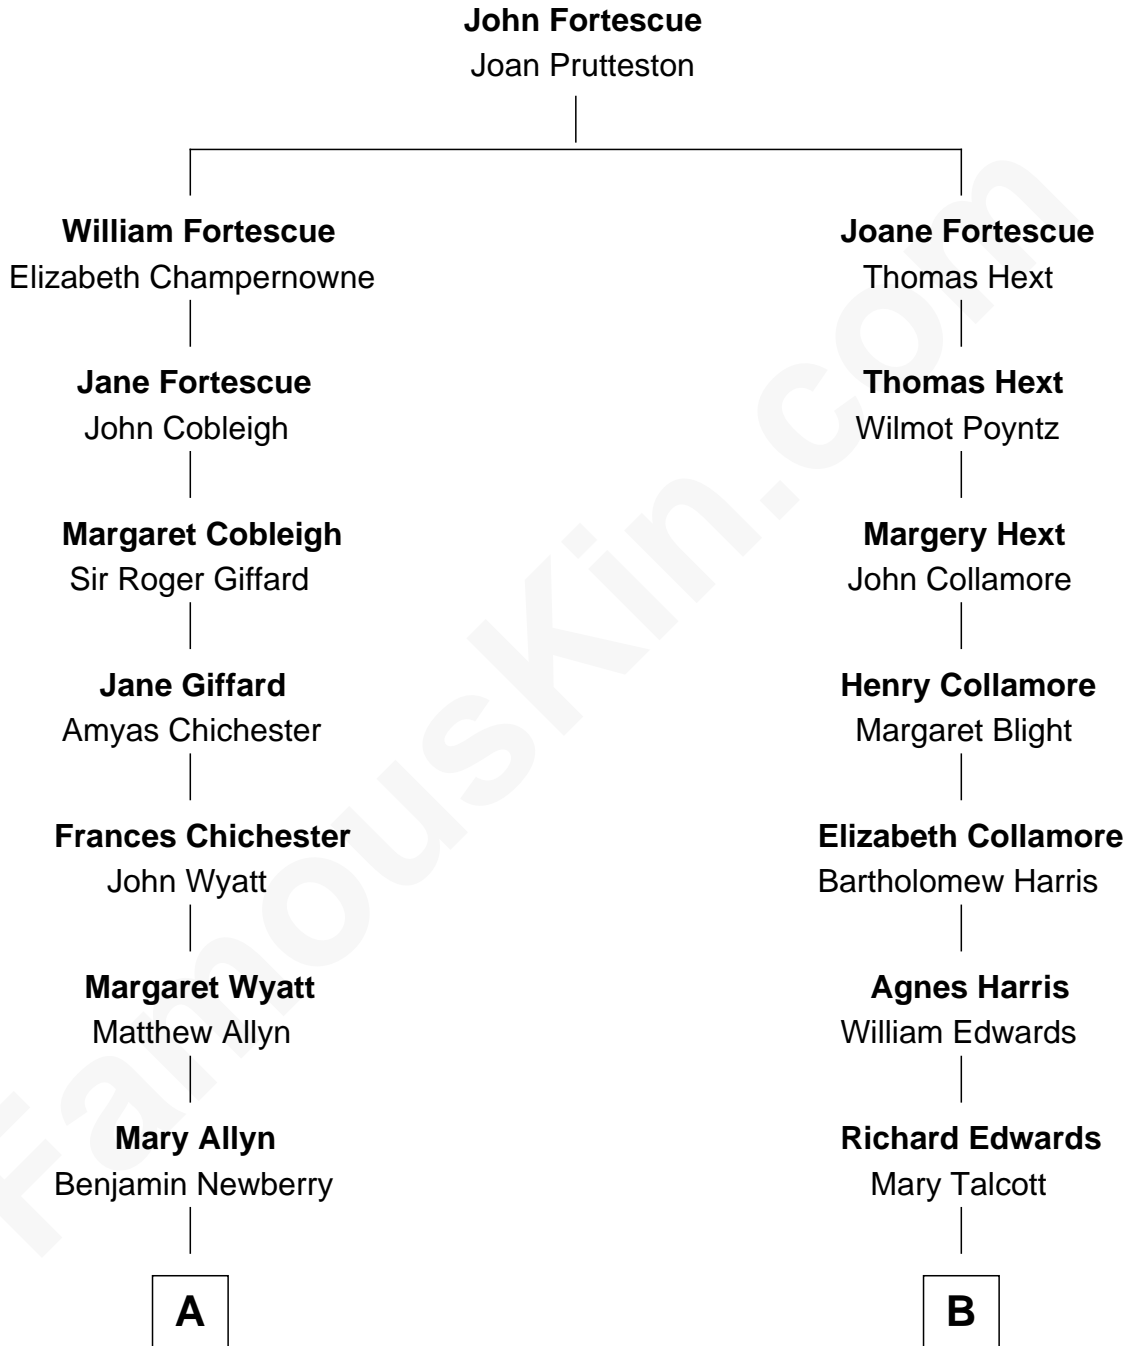 John Fortescue
Joan Prutteston
William Fortescue
Elizabeth Champernowne
Jane Fortescue
John Cobleigh
Margaret Cobleigh
Sir Roger Giffard
Jane Giffard
Amyas Chichester
Frances Chichester
John Wyatt
Margaret Wyatt
Matthew Allyn
Mary Allyn
Benjamin Newberry
A
Joane Fortescue
Thomas Hext
Thomas Hext
Wilmot Poyntz
Margery Hext
John Collamore
Henry Collamore
Margaret Blight
Elizabeth Collamore
Bartholomew Harris
Agnes Harris
William Edwards
Richard Edwards
Mary Talcott
B
FamousKin.com